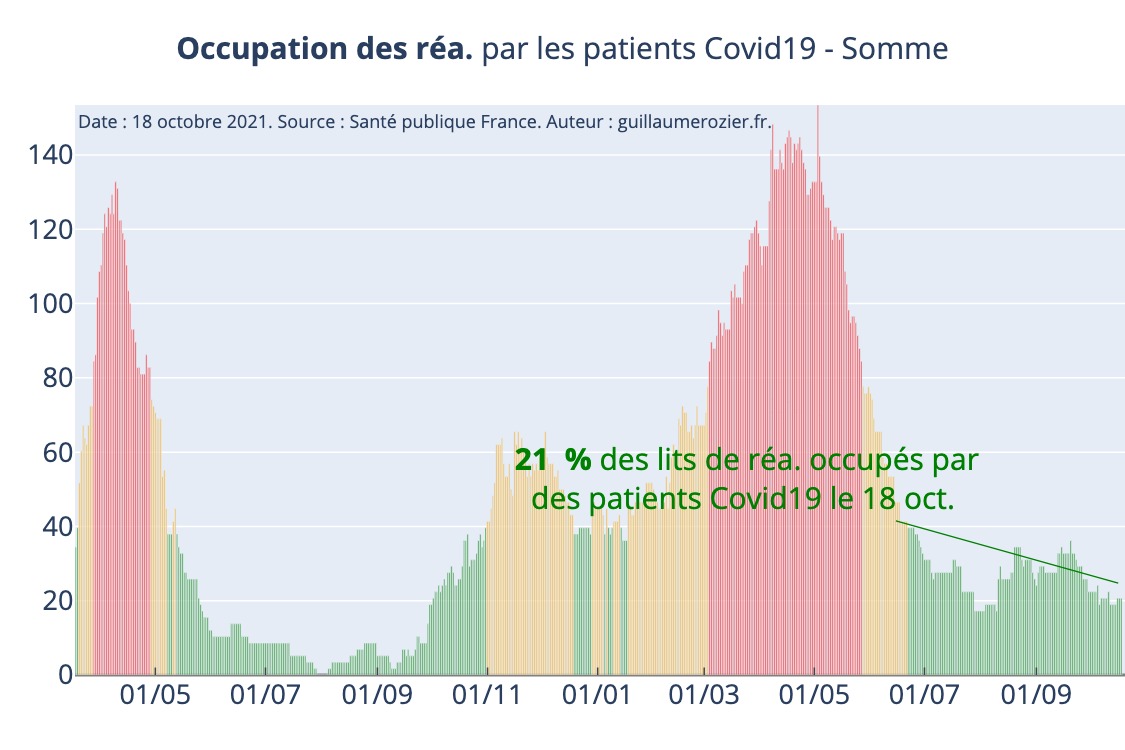 Occupation des réa. par les patients Covid19 - Somme
Date : 18 octobre 2021. Source : Santé publique France. Auteur : guillaumerozier.fr.
140
120
100
80
60
40
20
0
21 % des lits de réa. occupés par
des patients Covid19 le 18 oct.
01/05 01/07 01/09 01/11 01/01 01/03 01/05 01/07 01/09